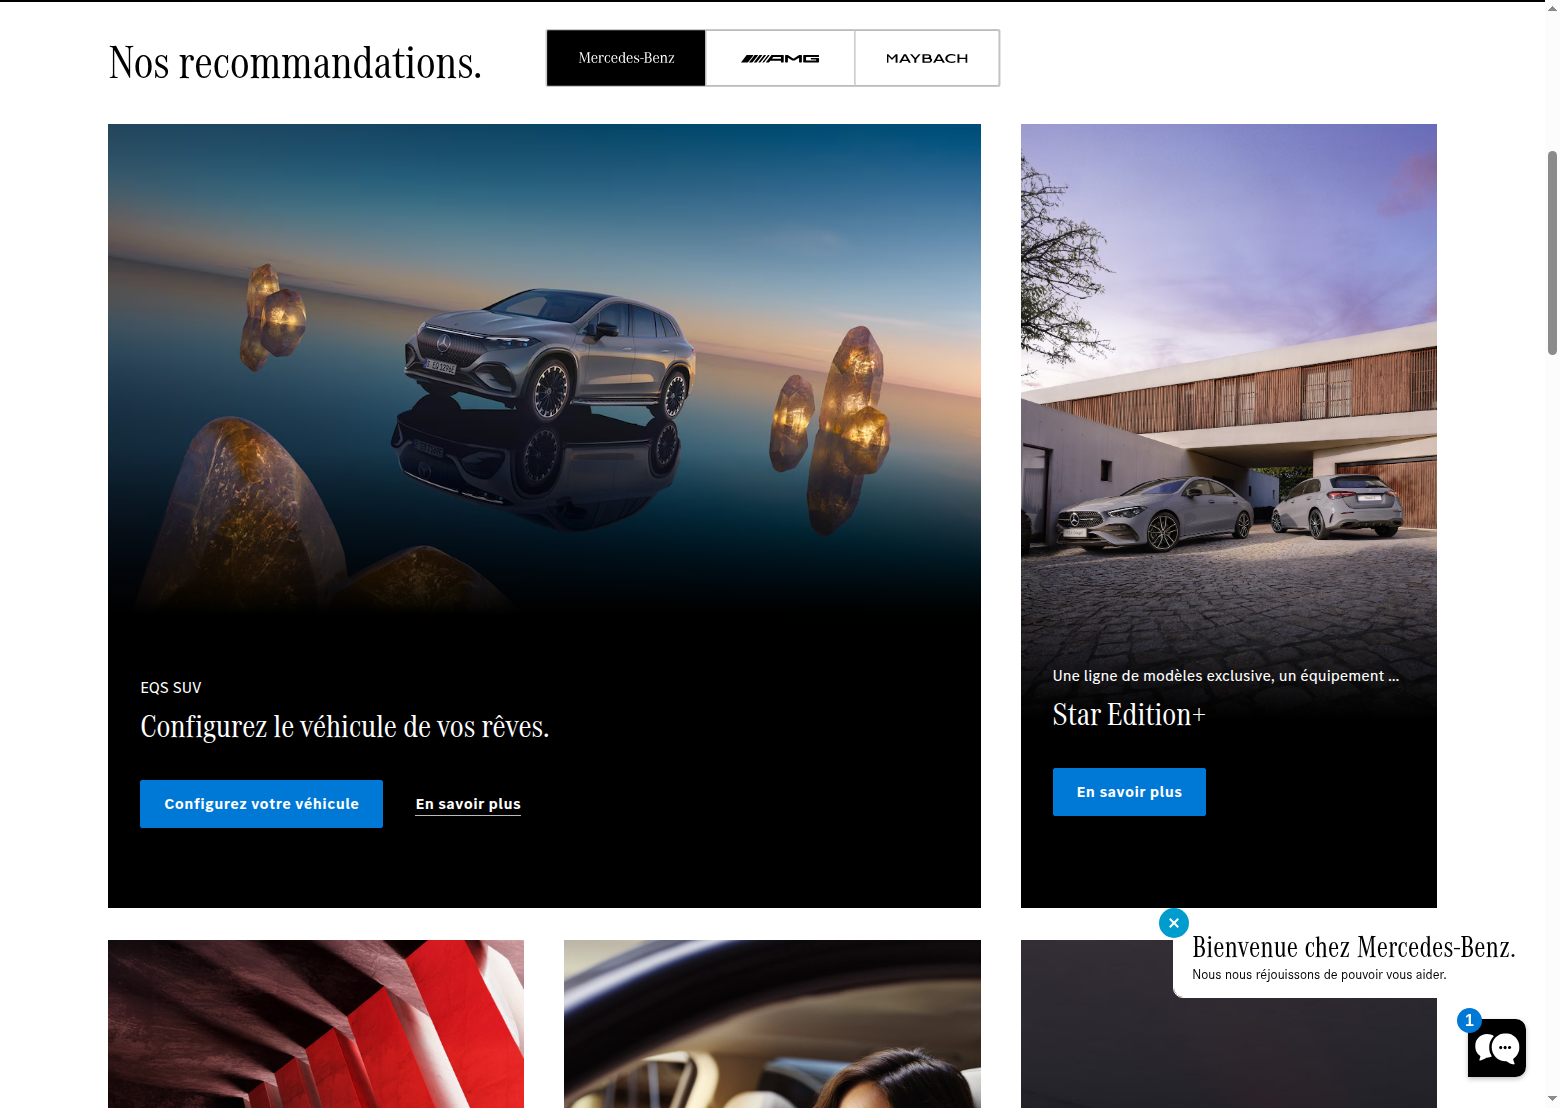 Nos recommandations.
Mercedes-Benz
AMG
MAYBACH
EQS SUV
Configurez le véhicule de vos rêves.
Configurez votre véhicule
En savoir plus
Une ligne de modèles exclusive, un équipement ...
Star Edition+
En savoir plus
Bienvenue chez Mercedes-Benz.
Nous nous réjouissons de pouvoir vous aider.
1